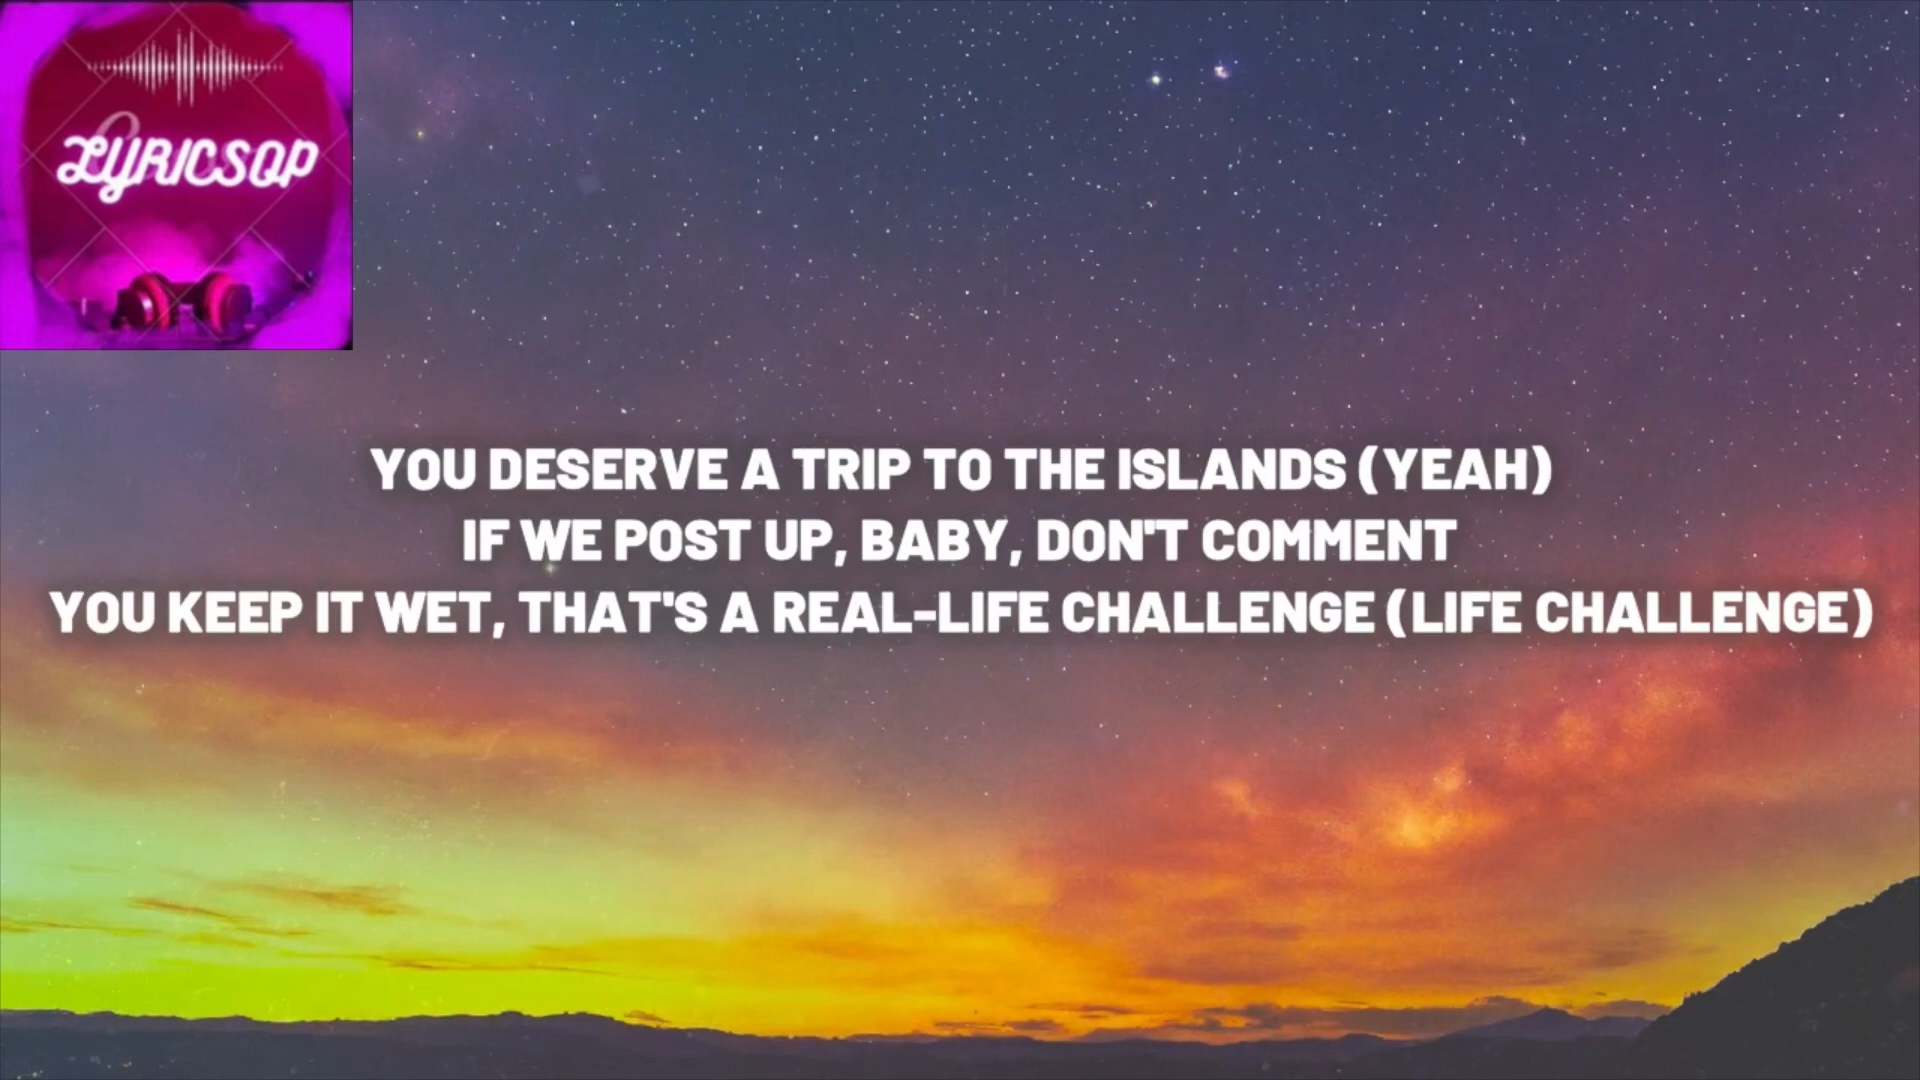 LYRICSOP
YOU DESERVE A TRIP TO THE ISLANDS (YEAH)
IF WE POST UP, BABY, DON'T COMMENT
YOU KEEP IT WET, THAT'S A REAL-LIFE CHALLENGE (LIFE CHALLENGE)